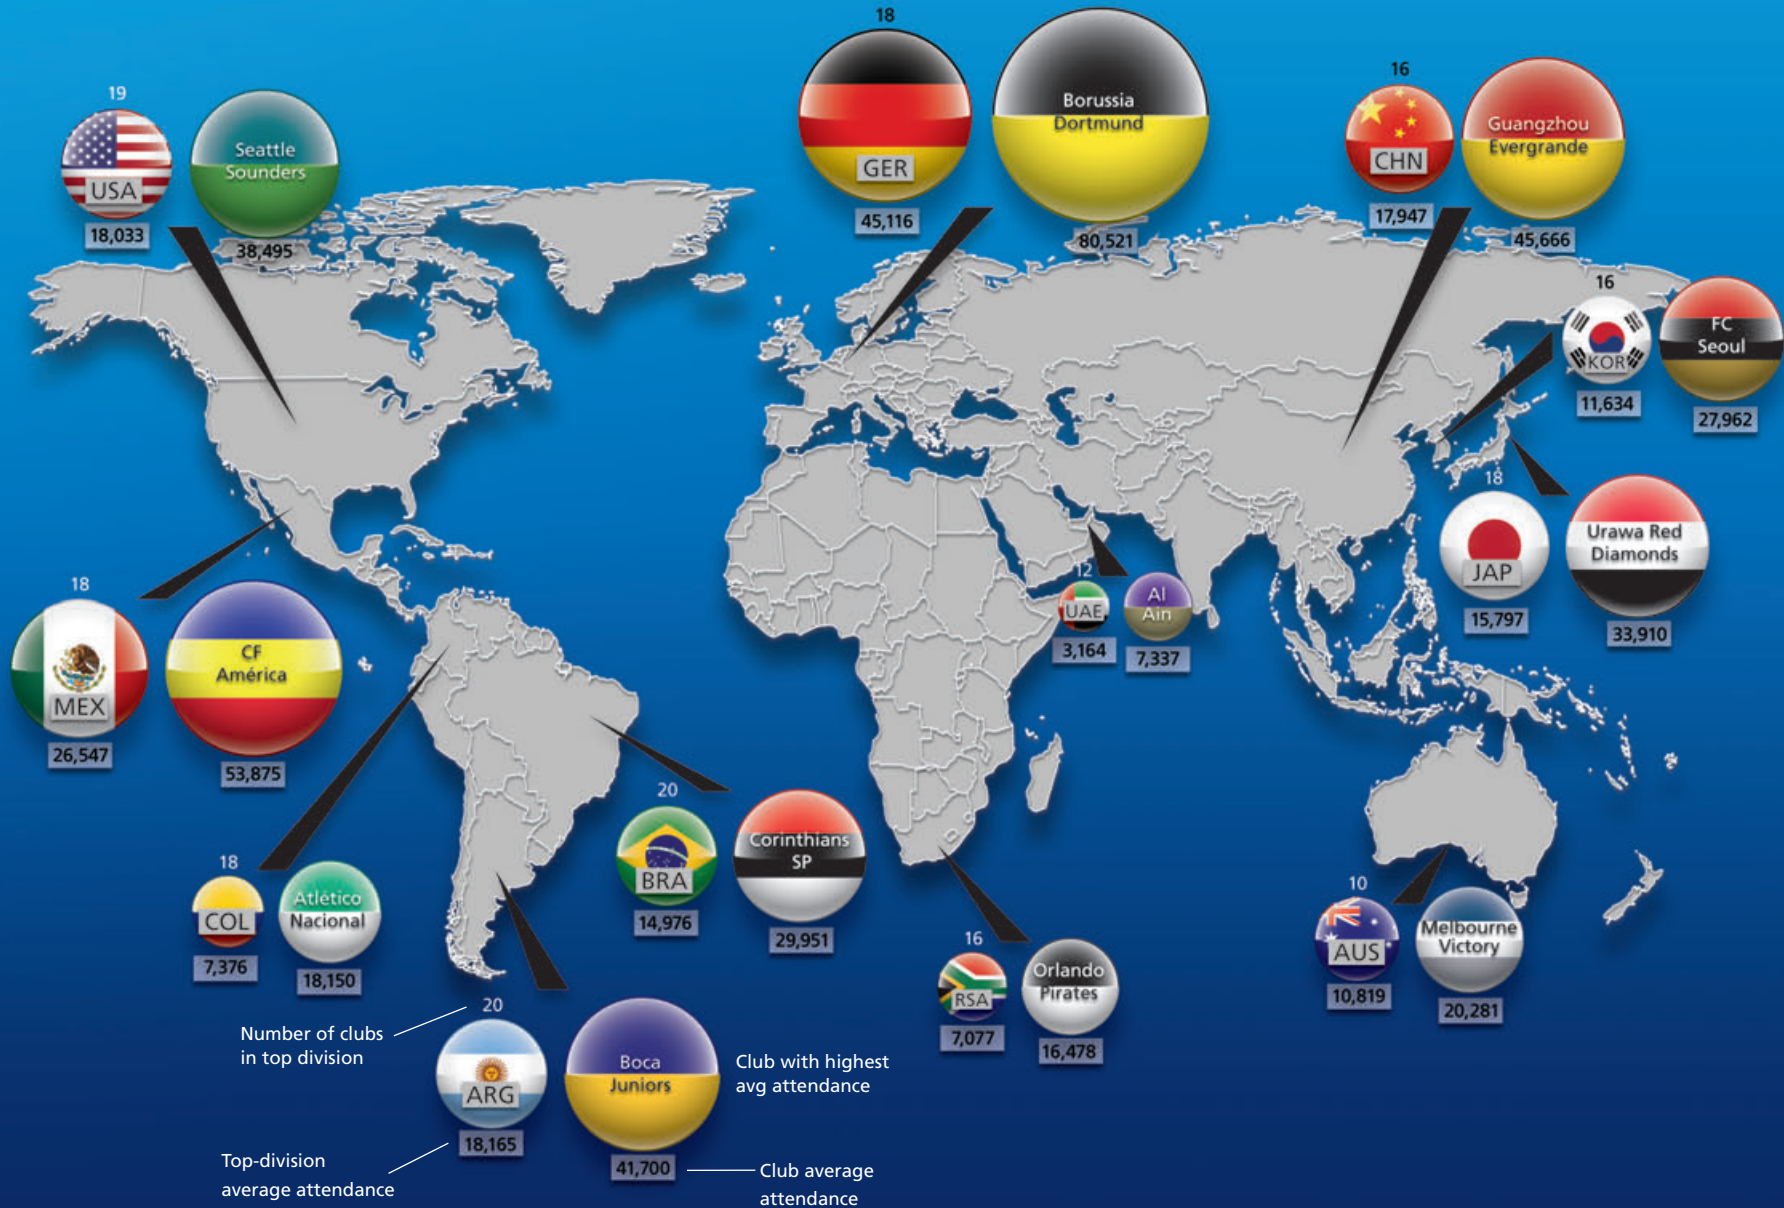 19
USA
18,033
Seattle
Sounders
38,495
18
GER
45,116
Borussia
Dortmund
80,521
16
CHN
17,947
Guangzhou
Evergrande
45,666
16
KOR
11,634
FC
Seoul
27,962
18
JAP
15,797
Urawa Red
Diamonds
33,910
18
MEX
26,547
CF
América
53,875
12
UAE
3,164
Al
Ain
7,337
18
COL
7,376
Atlético
Nacional
18,150
20
BRA
14,976
Corinthians
SP
29,951
16
RSA
7,077
Orlando
Pirates
16,478
10
AUS
10,819
Melbourne
Victory
20,281
Number of clubs
in top division
20
ARG
18,165
Boca
Juniors
41,700
Club with highest
avg attendance
Top-division
average attendance
Club average
attendance